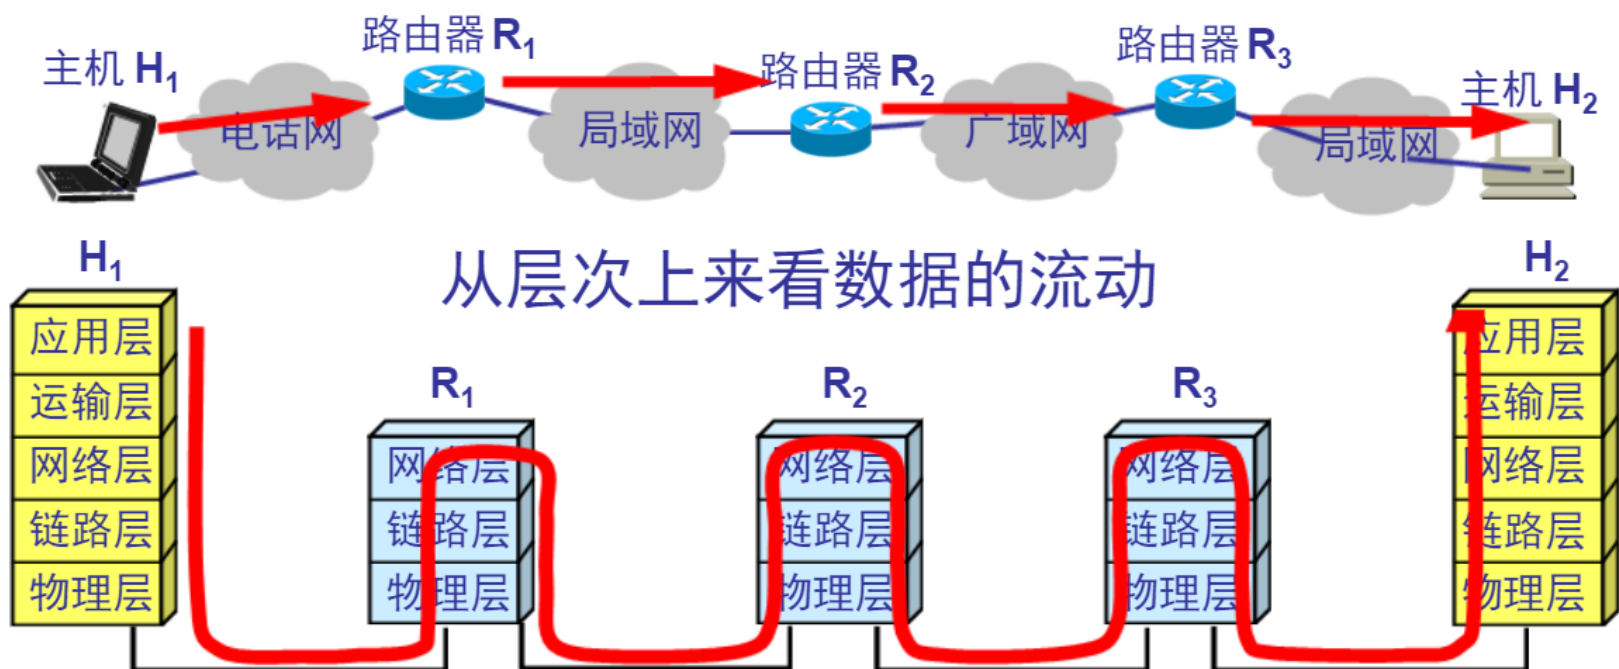 主机 H₁
路由器 R₁
路由器 R₂
路由器 R₃
主机 H₂
电话网
局域网
广域网
局域网
从层次上来看数据的流动
H₁
应用层
运输层
网络层
链路层
物理层
R₁
网络层
链路层
物理层
R₂
网络层
链路层
物理层
R₃
网络层
链路层
物理层
H₂
应用层
运输层
网络层
链路层
物理层